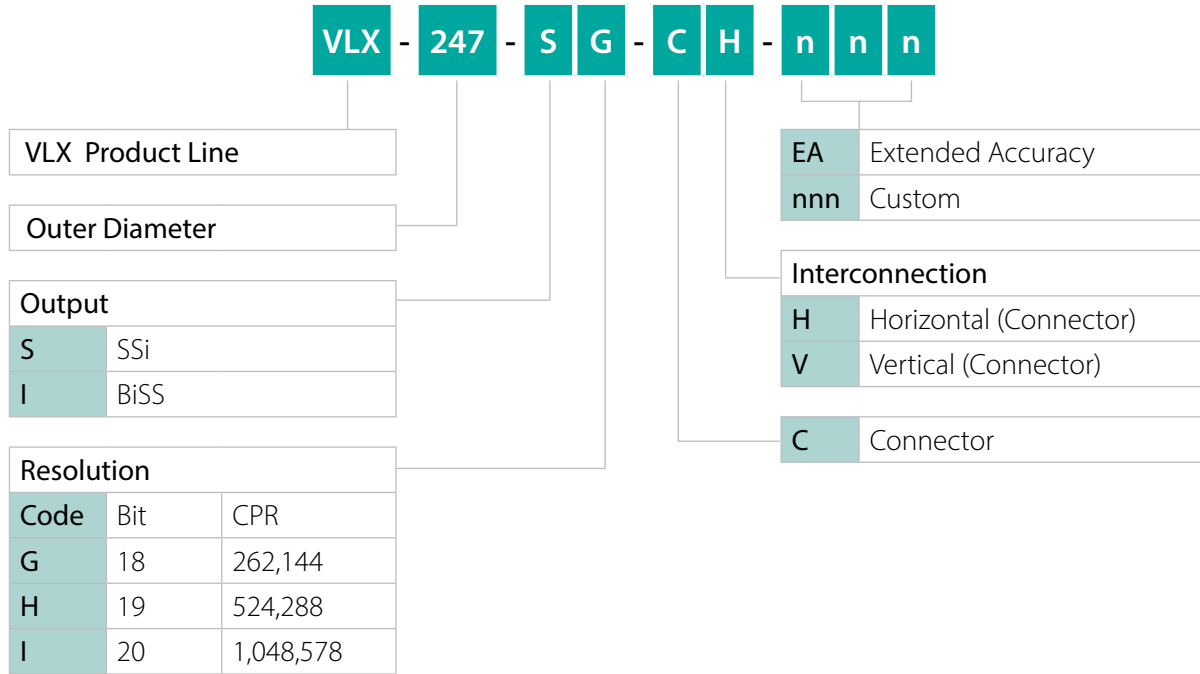 VLX - 247 - S G - C H - n n n
VLX Product Line
Outer Diameter
Output
S SSi
I BiSS
Resolution
Code Bit CPR
G 18 262,144
H 19 524,288
I 20 1,048,578
EA Extended Accuracy
nnn Custom
Interconnection
H Horizontal (Connector)
V Vertical (Connector)
C Connector